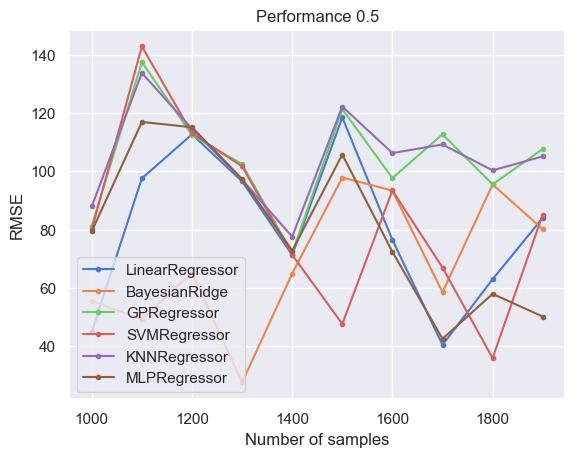 Performance 0.5
RMSE
140
120
100
80
60
40
LinearRegressor
BayesianRidge
GPRegressor
SVMRegressor
KNNRegressor
MLPRegressor
1000
1200
1400
1600
1800
Number of samples